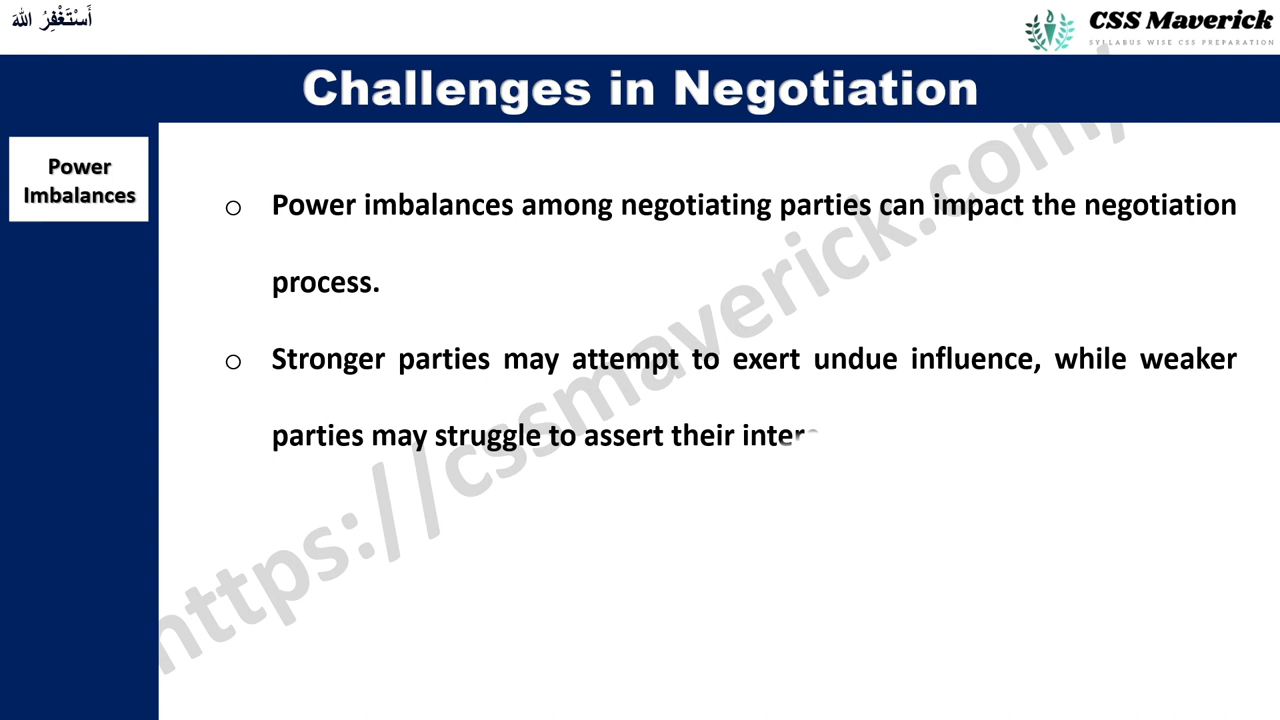 أَسْتَغْفِرُ اللهَ
CSS Maverick
SYLLABUS WISE CSS PREPARATION
Challenges in Negotiation
Power
Imbalances
o Power imbalances among negotiating parties can impact the negotiation
process.
o Stronger parties may attempt to exert undue influence, while weaker
parties may struggle to assert their
https://cssmaverick.com/